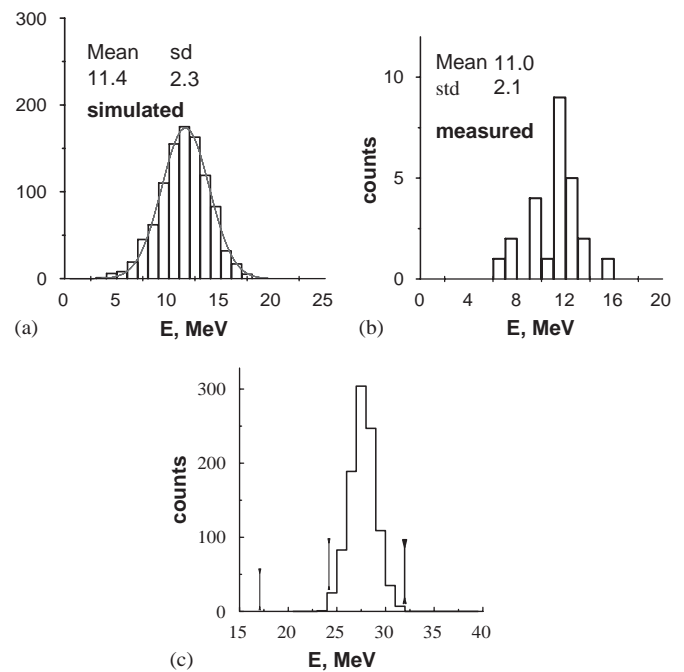 300
Mean sd
11.4 2.3
simulated
200
100
0
0 5 10 15 20 25
(a) E, MeV
Mean 11.0
std 2.1
measured
10
counts
5
0
0 4 8 12 16 20
(b) E, MeV
300
counts
200
100
0
15 20 25 30 35 40
(c) E, MeV